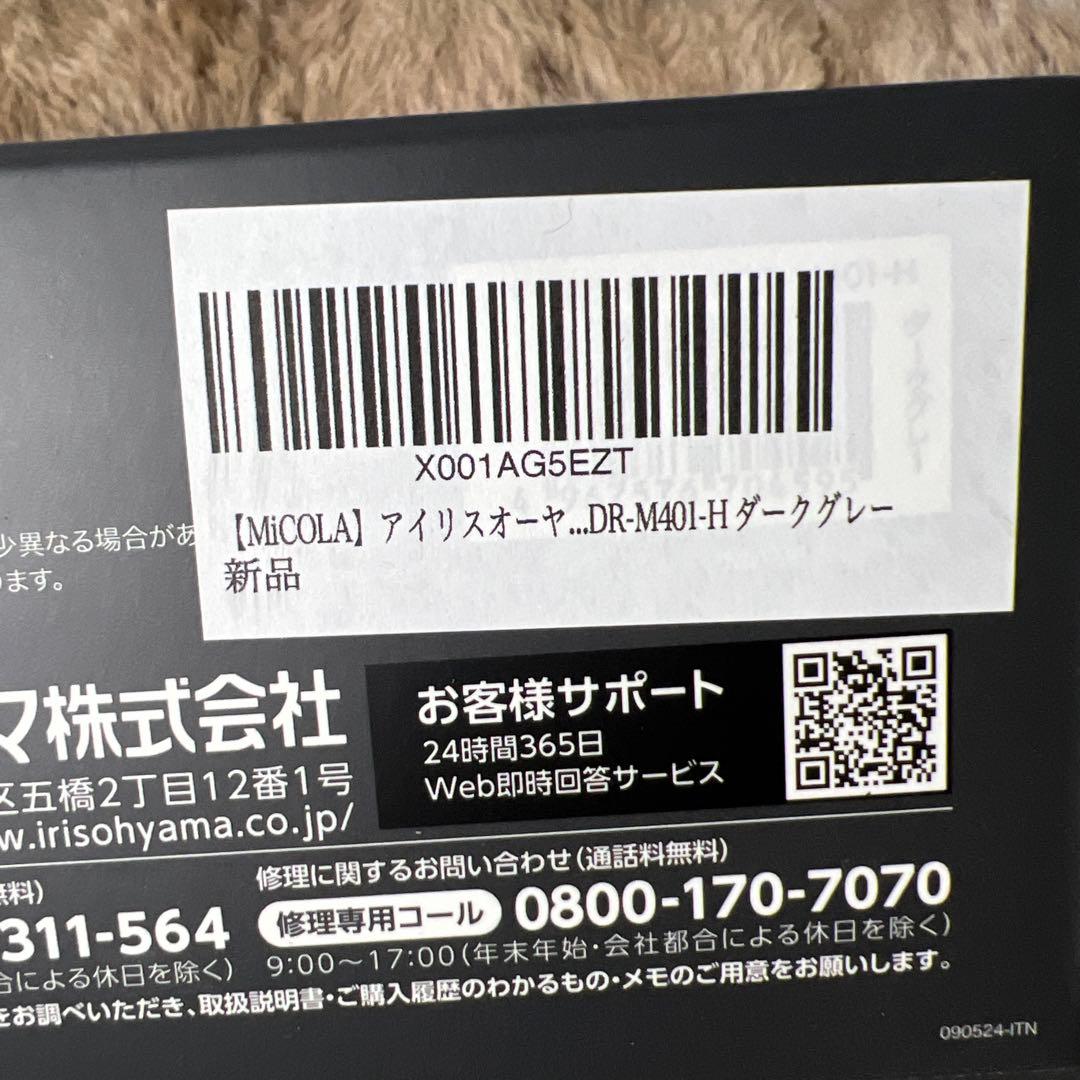 X001AG5EZT
【MiCOLA】アイリスオーヤ...DR-M401-Hダークグレー
新品
ダークグレー
少異なる場合があ
ます。
マ株式会社
区五橋2丁目12番1号
w.irisohyama.co.jp/
お客様サポート
24時間365日
Web即時回答サービス
無料)
311-564
合による休日を除く)
修理に関するお問い合わせ(通話料無料)
修理専用コール 0800-170-7070
9:00〜17:00(年末年始・会社都合による休日を除く)
をお調べいただき、取扱説明書・ご購入履歴のわかるもの・メモのご用意をお願いします。
090524-ITN